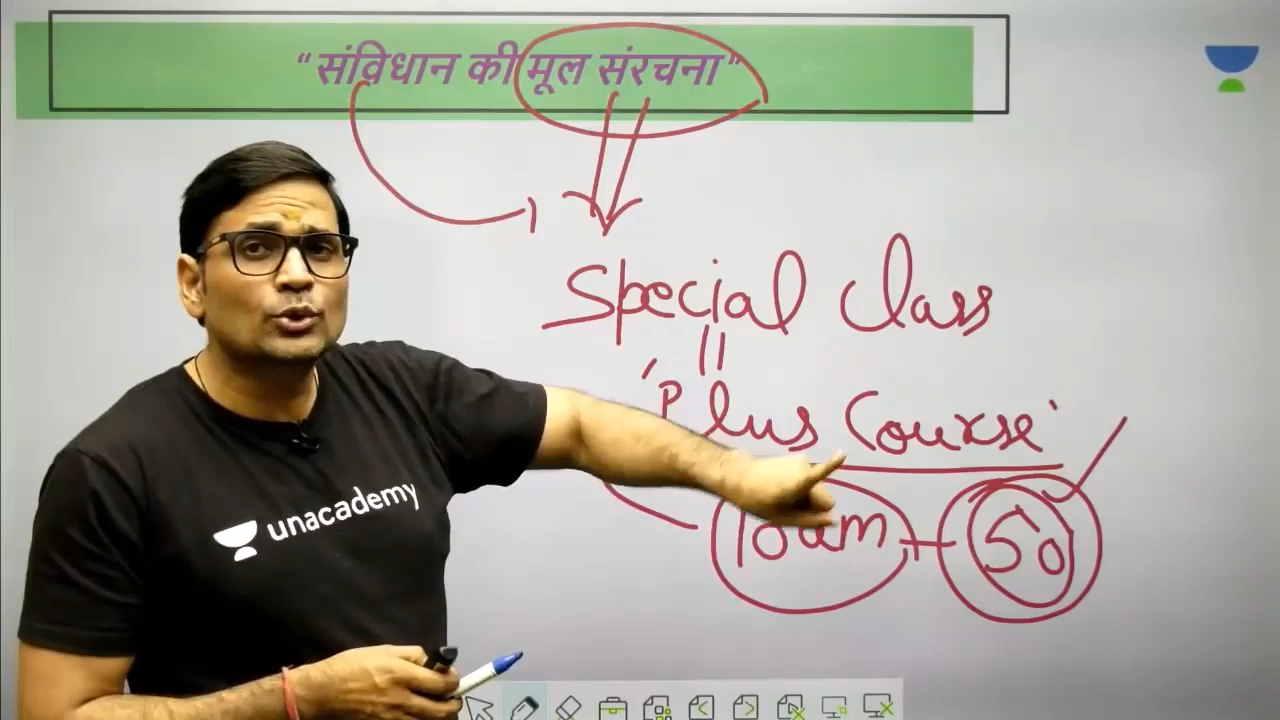 “संविधान की मूल संरचना”
Special class
'Plus Course'
10am + 50
unacademy